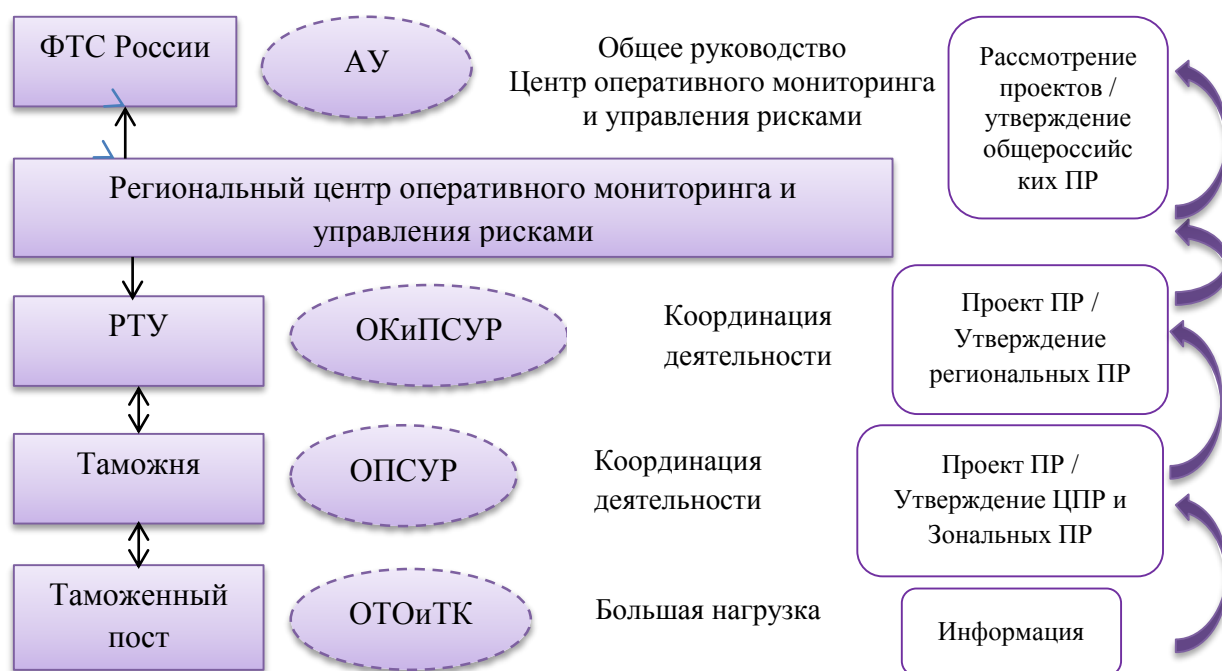 ФТС России
АУ
Общее руководство
Центр оперативного мониторинга
и управления рисками
Рассмотрение
проектов /
утверждение
общероссийс
ких ПР
Региональный центр оперативного мониторинга и
управления рисками
РТУ
ОКиПСУР
Координация
деятельности
Проект ПР /
Утверждение
региональных ПР
Таможня
ОПСУР
Координация
деятельности
Проект ПР /
Утверждение ЦПР и
Зональных ПР
Таможенный
пост
ОТОиТК
Большая нагрузка
Информация